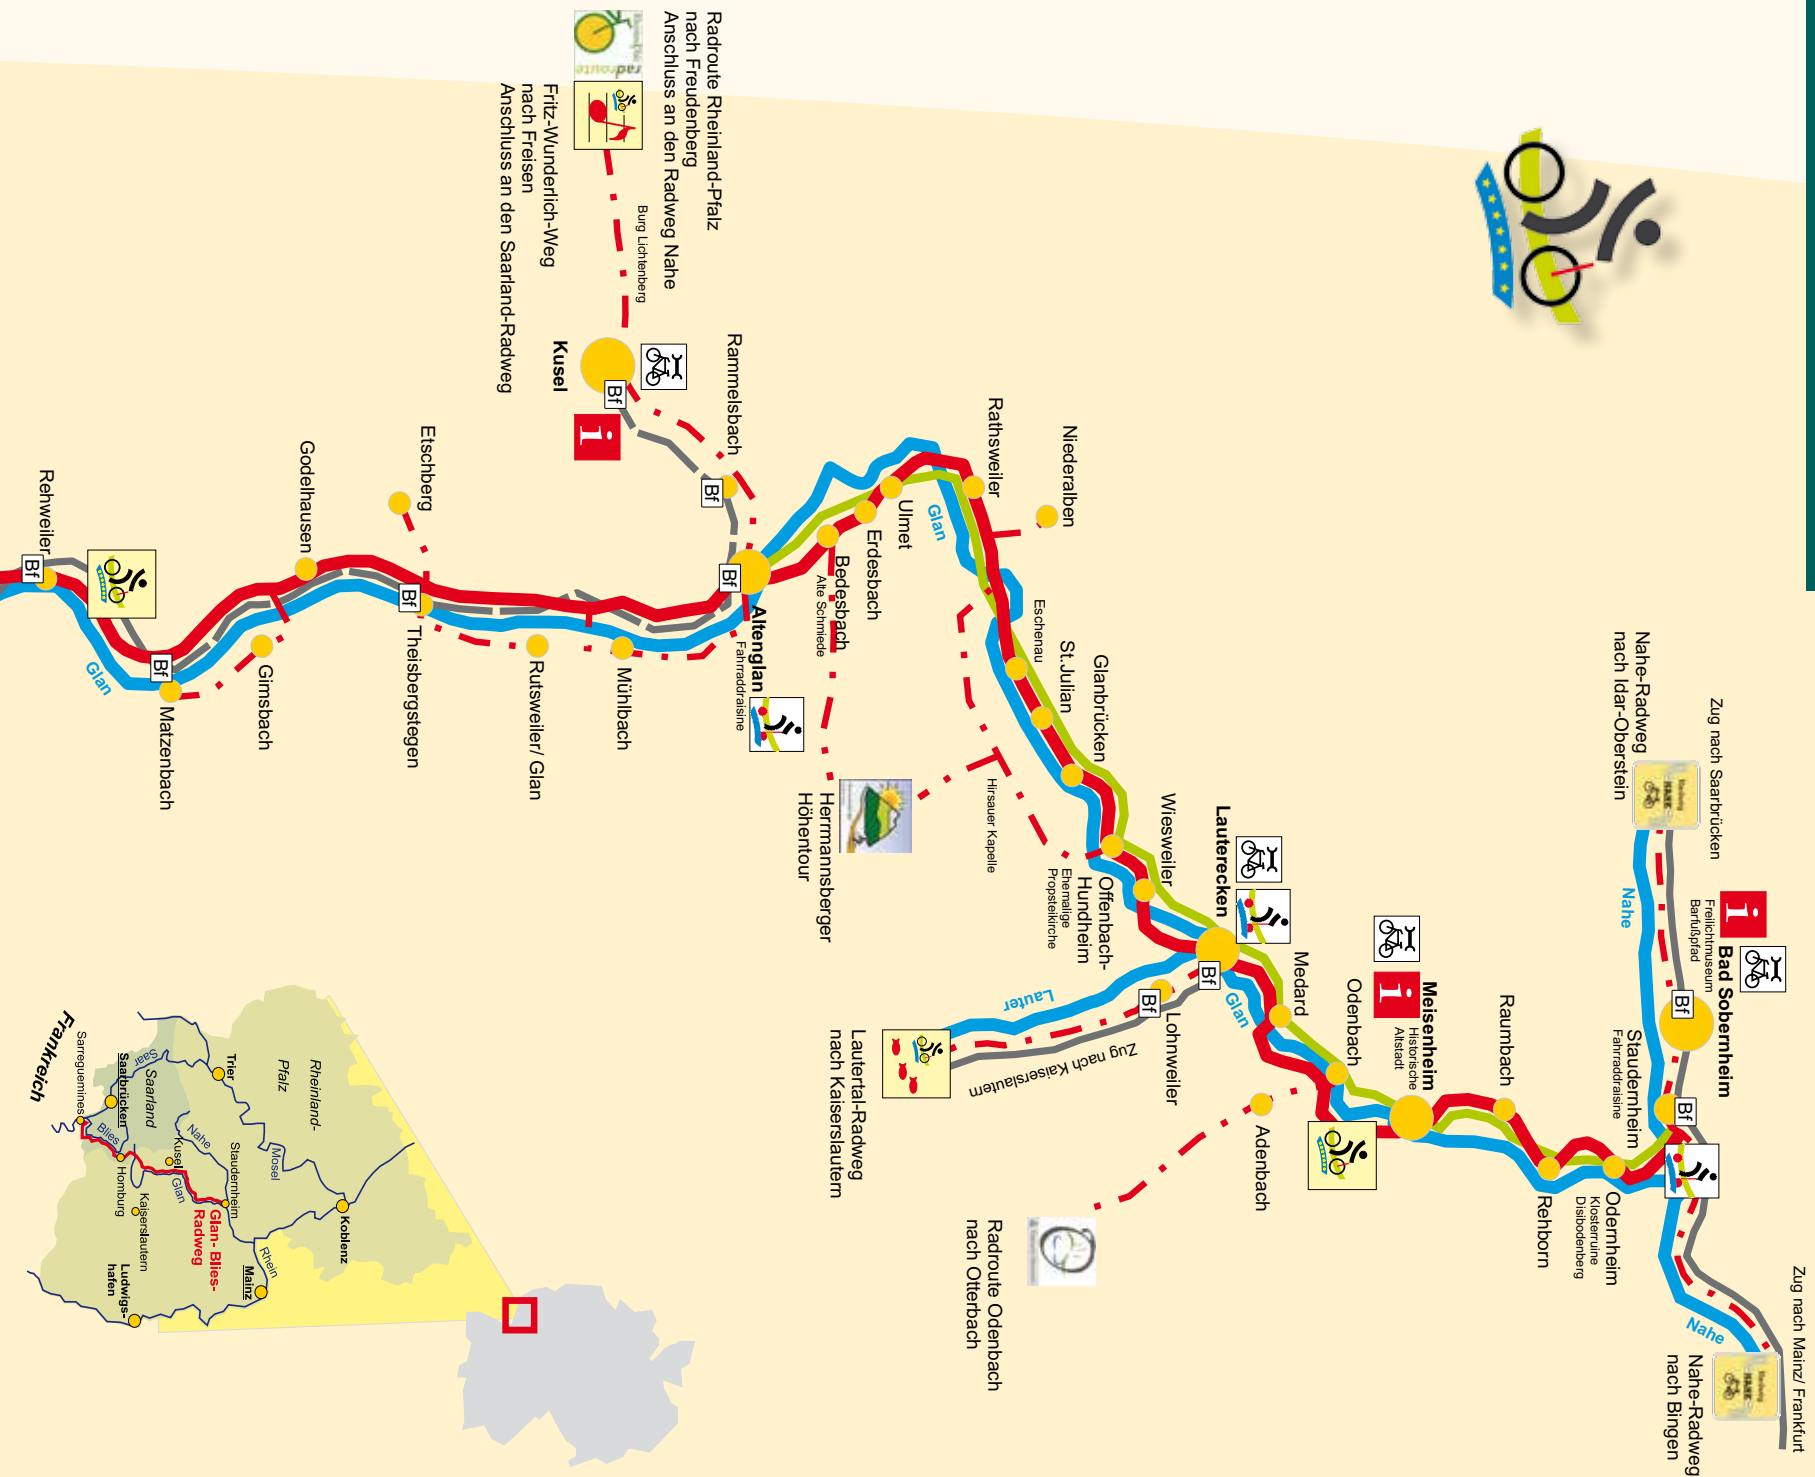 Radroute Rheinland-Pfalz
nach Freudenberg
Anschluss an den Radweg Nahe
radroute
Fritz-Wunderlich-Weg
nach Freisen
Anschluss an den Saarland-Radweg
Burg Lichtenberg
Kusel
Bf
i
Rammelsbach
Bf
Bf
Altenglan
Fahrraddraisine
Bedesbach
Alte Schmiede
Erdesbach
Ulmet
Glan
Rathsweiler
Niederalben
Eschenau
St.Julian
Glanbrücken
Hirsauer Kapelle
Herrmannsberger
Höhentour
Offenbach-
Hundheim
Ehemalige
Propsteikirche
Wiesweiler
Lauterecken
Bf
Glan
Lauter
Bf
Lohnweiler
Zug nach Kaiserslautern
Lautertal-Radweg
nach Kaiserslautern
Medard
Odenbach
Adenbach
Radroute Odenbach
nach Otterbach
i
Meisenheim
Historische
Altstadt
Raumbach
Rehborn
Odernheim
Klosterruine
Disibodenberg
Staudernheim
Fahrraddraisine
Bf
i
Bad Sobernheim
Freilichtmuseum
Barfußpfad
Bf
Zug nach Saarbrücken
Nahe-Radweg
nach Idar-Oberstein
NAHE
Nahe
Nahe
Zug nach Mainz/ Frankfurt
Nahe-Radweg
nach Bingen
NAHE
Etschberg
Godelhausen
Rehweiler
Bf
Glan
Bf
Matzenbach
Gimsbach
Bf
Theisbergstegen
Rutsweiler/ Glan
Mühlbach
Rheinland-
Pfalz
Trier
Saar
Saarland
Saarbrücken
Sarreguemines
Frankreich
Blies
Homburg
Kusel
Nahe
Glan
Kaiserslautern
Staudernheim
Mosel
Glan- Blies-
Radweg
Koblenz
Rhein
Mainz
Ludwigs-
hafen